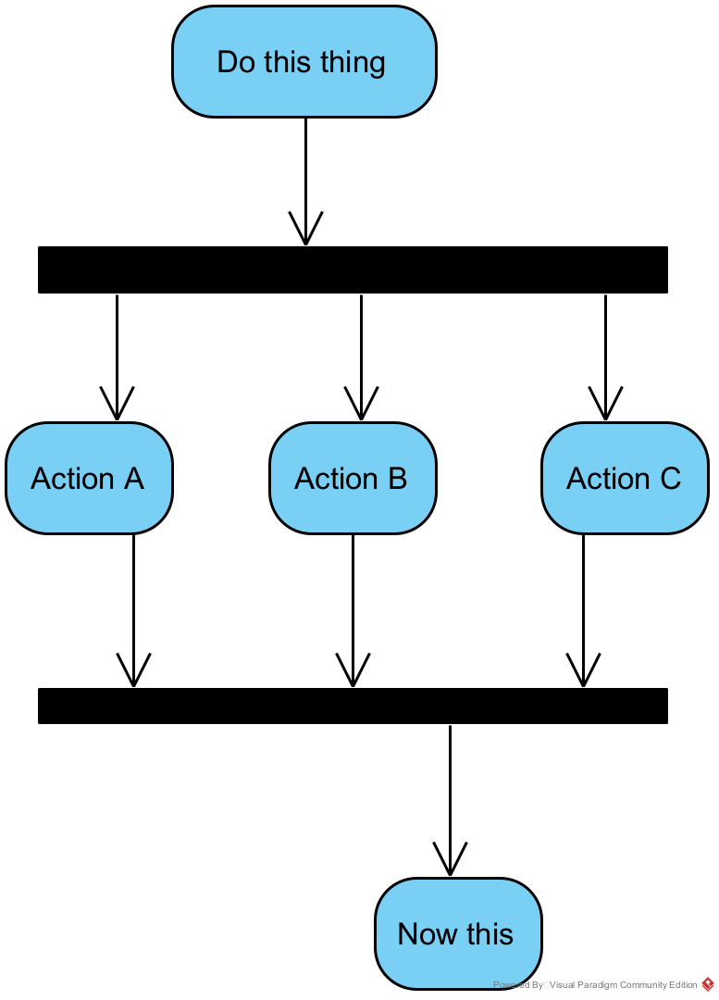 Do this thing
Action A Action B Action C
Now this
Powered By Visual Paradigm Community Edition